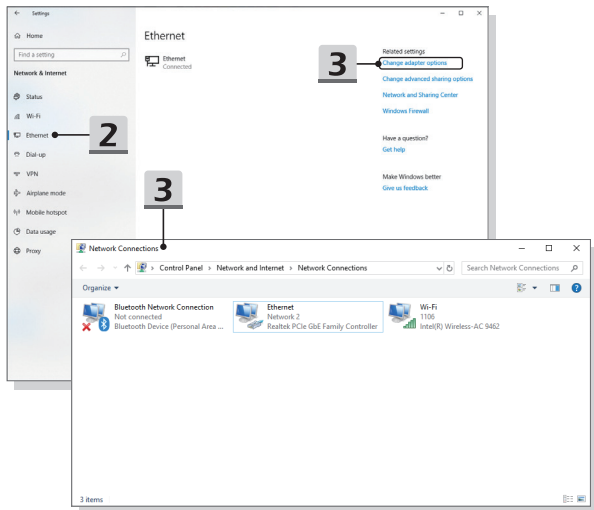 Settings
Home
Find a setting
Network & Internet
Status
Wi-Fi
Ethernet
Dial-up
VPN
Airplane mode
Mobile hotspot
Data usage
Proxy
2
Ethernet
Ethernet
Connected
3
Related settings
Change adapter options
Change advanced sharing options
Network and Sharing Center
Windows Firewall
Have a question?
Get help
Make Windows better
Give us feedback
3
Network Connections
Control Panel > Network and Internet > Network Connections
Search Network Connections
Organize
Bluetooth Network Connection
Not connected
Bluetooth Device (Personal Area ...
Ethernet
Network 2
Realtek PCIe GbE Family Controller
Wi-Fi
1106
Intel(R) Wireless-AC 9462
3 items